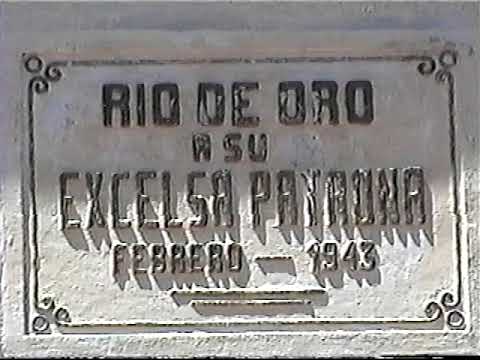 RIO DE ORO
A SU
EXCELSA PATRONA
FEBRERO — 1943